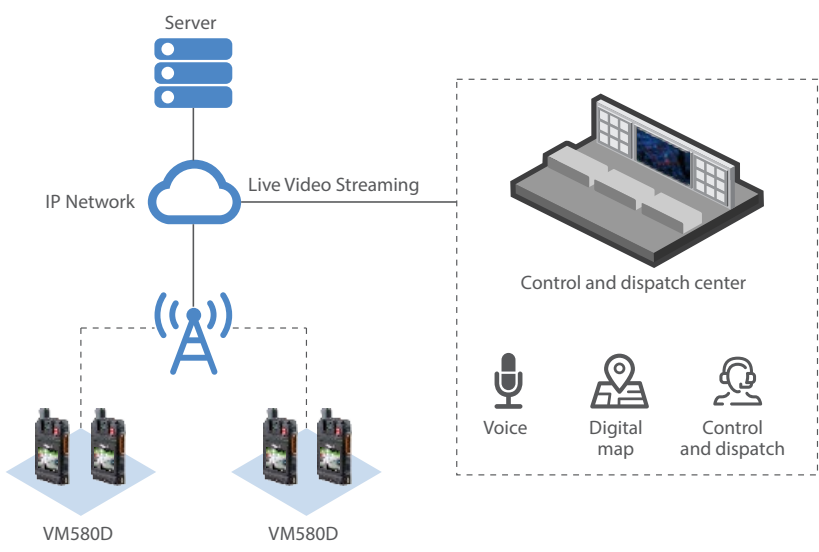 Server
IP Network
Live Video Streaming
Control and dispatch center
Voice
Digital
map
Control
and dispatch
VM580D
VM580D